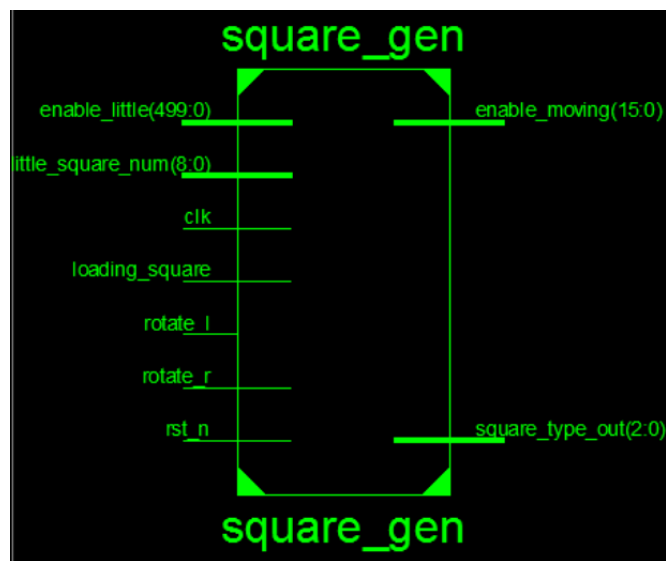 square_gen
enable_little(499:0)
enable_moving(15:0)
little_square_num(8:0)
clk
loading_square
rotate_l
rotate_r
rst_n
square_type_out(2:0)
square_gen